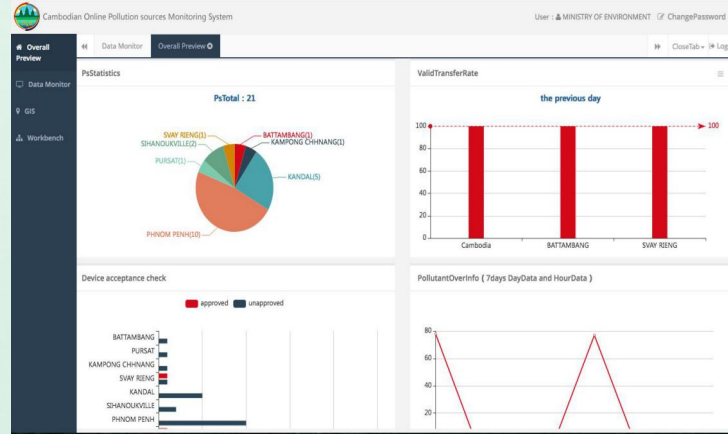 Cambodian Online Pollution sources Monitoring System
User : MINISTRY OF ENVIRONMENT ChangePassword
Overall Preview
Data Monitor
GIS
Workbench
Data Monitor Overall Preview CloseTab Log
PsStatistics
PsTotal : 21
SVAY RIENG(1)
SIHANOUKVILLE(2)
PURSAT(1)
PHNOM PENH(10)
BATTAMBANG(1)
KAMPONG CHHNANG(1)
KANDAL(5)
ValidTransferRate
the previous day
100
80
60
40
20
0
100
Cambodia BATTAMBANG SVAY RIENG
Device acceptance check
approved unapproved
BATTAMBANG
PURSAT
KAMPONG CHHNANG
SVAY RIENG
KANDAL
SIHANOUKVILLE
PHNOM PENH
PollutantOverInfo { 7days DayData and HourData }
80
60
40
20